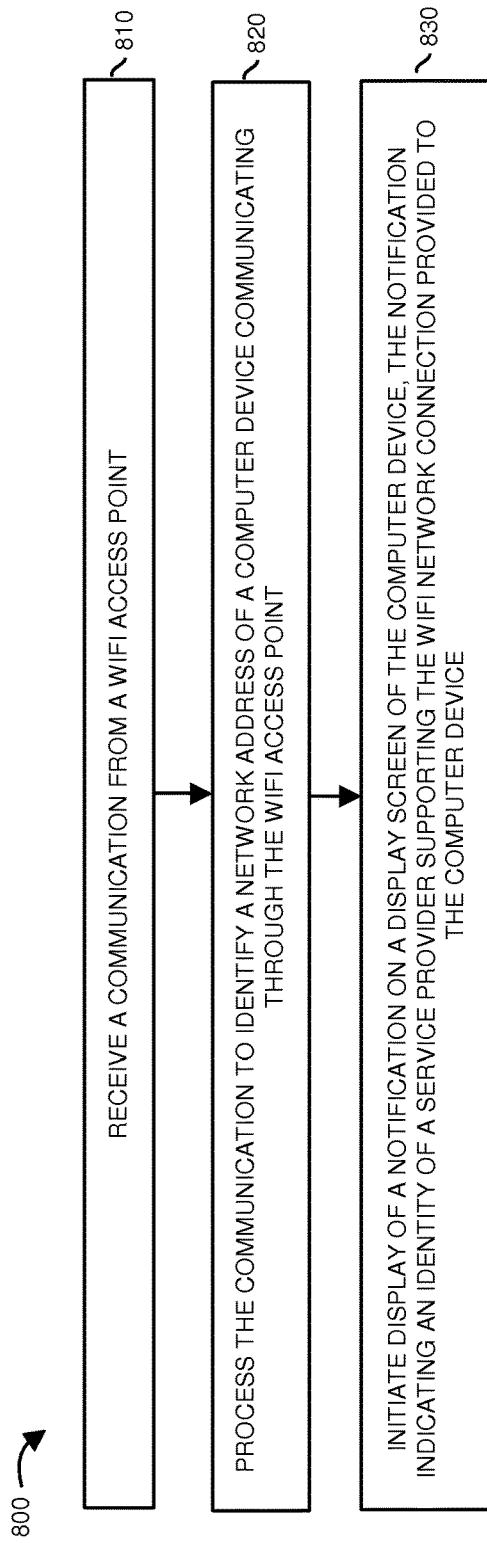 800
RECEIVE A COMMUNICATION FROM A WIFI ACCESS POINT
810
PROCESS THE COMMUNICATION TO IDENTIFY A NETWORK ADDRESS OF A COMPUTER DEVICE COMMUNICATING
THROUGH THE WIFI ACCESS POINT
820
INITIATE DISPLAY OF A NOTIFICATION ON A DISPLAY SCREEN OF THE COMPUTER DEVICE, THE NOTIFICATION
INDICATING AN IDENTITY OF A SERVICE PROVIDER SUPPORTING THE WIFI NETWORK CONNECTION PROVIDED TO
THE COMPUTER DEVICE
830